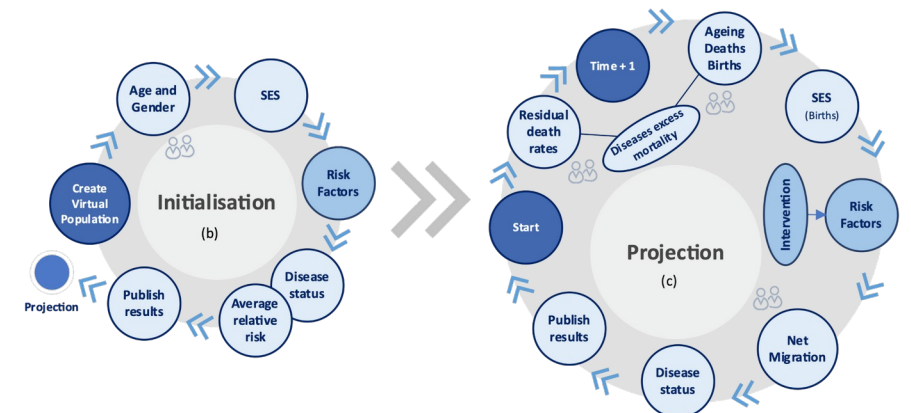 Age and
Gender
SES
Risk
Factors
Disease
status
Average
relative
risk
Publish
results
Projection
Create
Virtual
Population
Initialisation
(b)
Start
Residual
death
rates
Time + 1
Diseases excess
mortality
Ageing
Deaths
Births
SES
(Births)
Intervention
Risk
Factors
Net
Migration
Disease
status
Publish
results
Projection
(c)